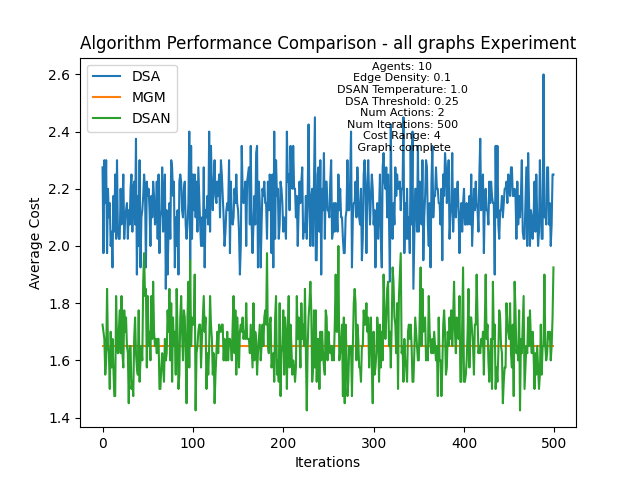 Algorithm Performance Comparison - all graphs Experiment
DSA
MGM
DSAN
Agents: 10
Edge Density: 0.1
DSAN Temperature: 1.0
DSA Threshold: 0.25
Num Actions: 2
Num Iterations: 500
Cost Range: 4
Graph: complete
Average Cost
2.6
2.4
2.2
2.0
1.8
1.6
1.4
0 100 200 300 400 500
Iterations